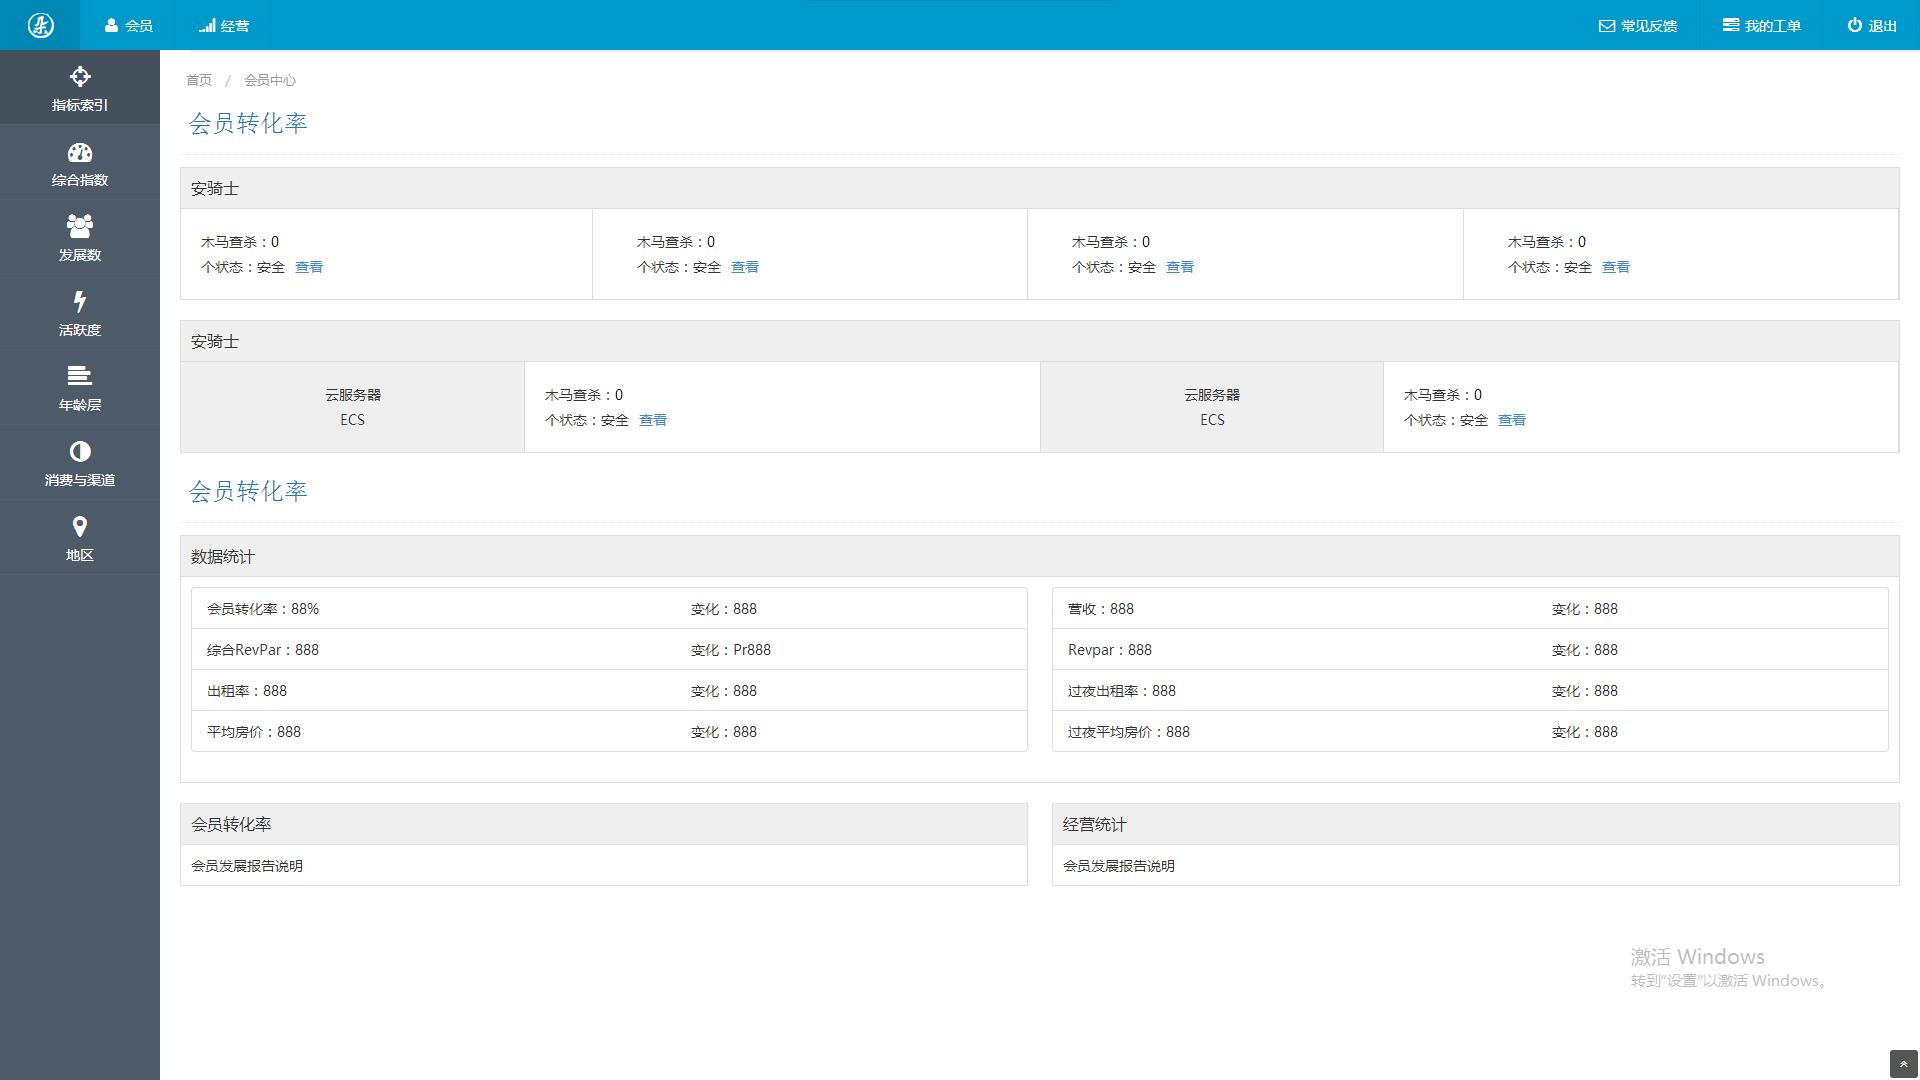 会员
经营
常见反馈
我的工单
退出
指标索引
综合指数
发展数
活跃度
年龄层
消费与渠道
地区
首页 / 会员中心
会员转化率
安骑士
木马查杀：0
个状态：安全 查看
木马查杀：0
个状态：安全 查看
木马查杀：0
个状态：安全 查看
木马查杀：0
个状态：安全 查看
安骑士
云服务器
ECS
木马查杀：0
个状态：安全 查看
云服务器
ECS
木马查杀：0
个状态：安全 查看
会员转化率
数据统计
会员转化率：88% 变化：888
综合RevPar：888 变化：Pr888
出租率：888 变化：888
平均房价：888 变化：888
营收：888 变化：888
Revpar：888 变化：888
过夜出租率：888 变化：888
过夜平均房价：888 变化：888
会员转化率
会员发展报告说明
经营统计
会员发展报告说明
激活 Windows
转到“设置”以激活 Windows。